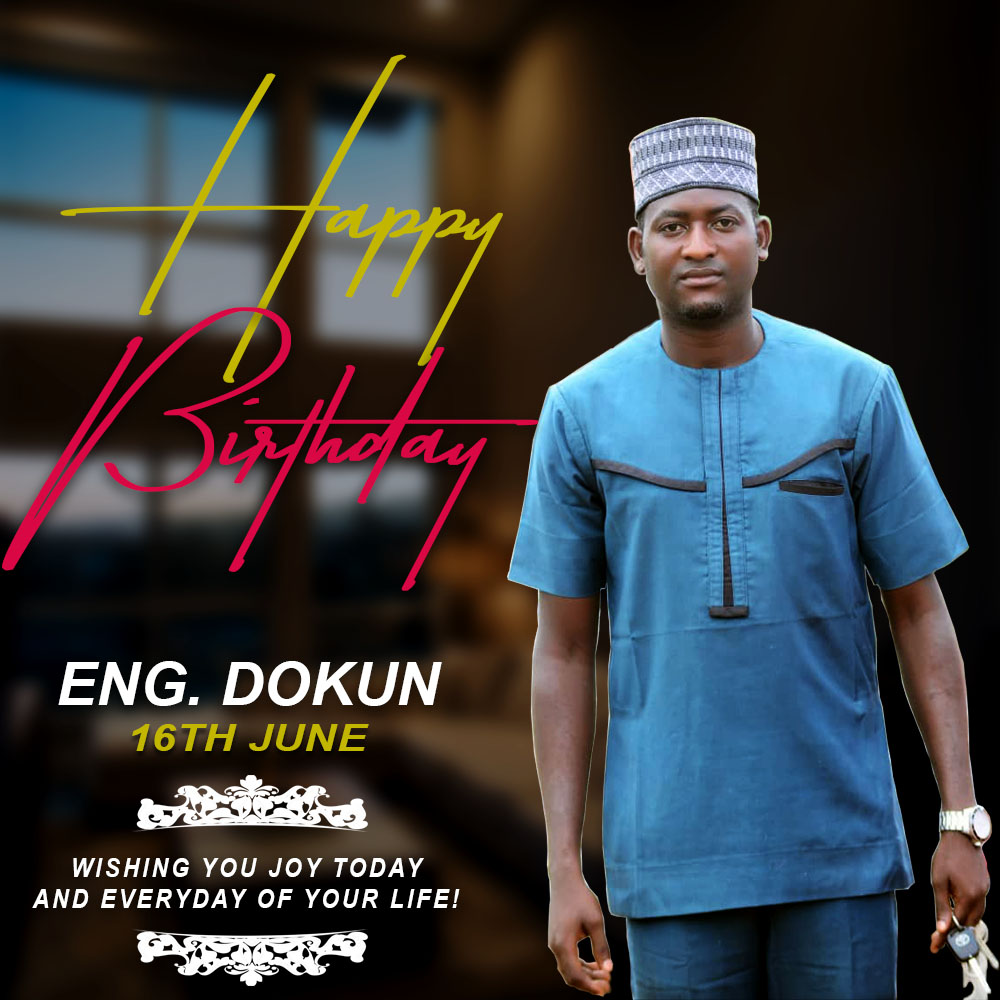 Happy
Birthday
ENG. DOKUN
16TH JUNE
WISHING YOU JOY TODAY
AND EVERYDAY OF YOUR LIFE!